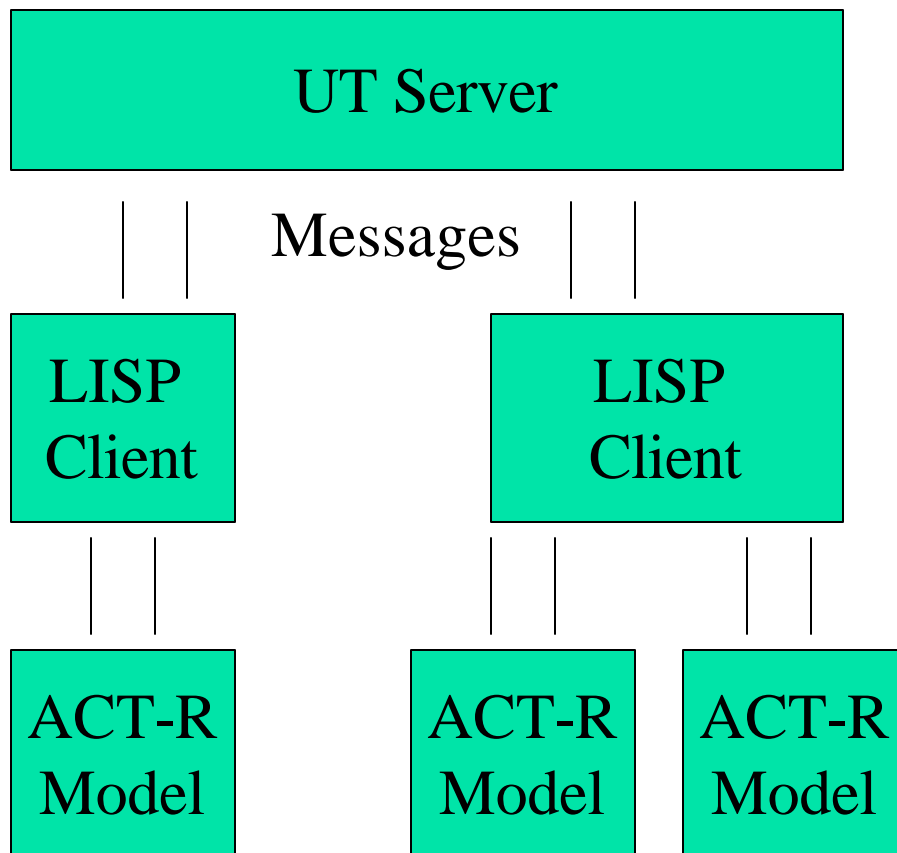 UT Server
Messages
LISP
Client
LISP
Client
ACT-R
Model
ACT-R
Model
ACT-R
Model